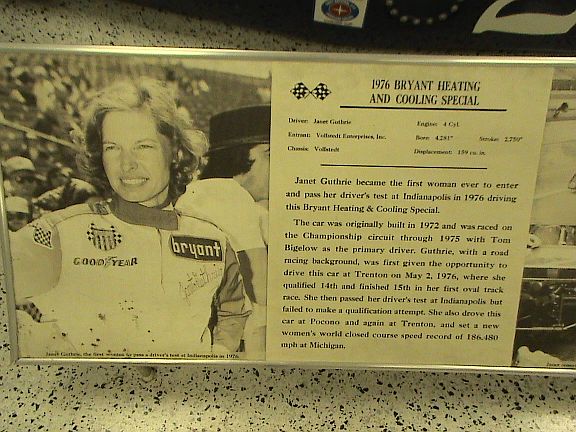 1976 BRYANT HEATING
AND COOLING SPECIAL
Driver: Janet Guthrie
Engine: 4 Cyl.
Entrant: Vollstedt Enterprises, Inc.
Bore: 4.281" Stroke: 2.750"
Chassis: Vollstedt
Displacement: 159 cu. in.
Janet Guthrie became the first woman ever to enter
and pass her driver's test at Indianapolis in 1976 driving
this Bryant Heating & Cooling Special.
The car was originally built in 1972 and was raced on
the Championship circuit through 1975 with Tom
Bigelow as the primary driver. Guthrie, with a road
racing background, was first given the opportunity to
drive this car at Trenton on May 2, 1976, where she
qualified 14th and finished 15th in her first oval track
race. She then passed her driver's test at Indianapolis but
failed to make a qualification attempt. She also drove this
car at Pocono and again at Trenton, and set a new
women's world closed course speed record of 186.480
mph at Michigan.
bryant
GOODYEAR
Janet Guthrie, the first woman to pass a driver's test at Indianapolis in 1976.